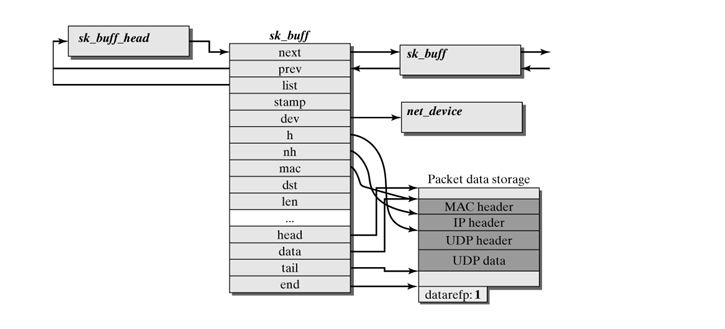 sk_buff_head
sk_buff
next
prev
list
stamp
dev
h
nh
mac
dst
len
...
head
data
tail
end
sk_buff
net_device
Packet data storage
MAC header
IP header
UDP header
UDP data
datarefp: 1